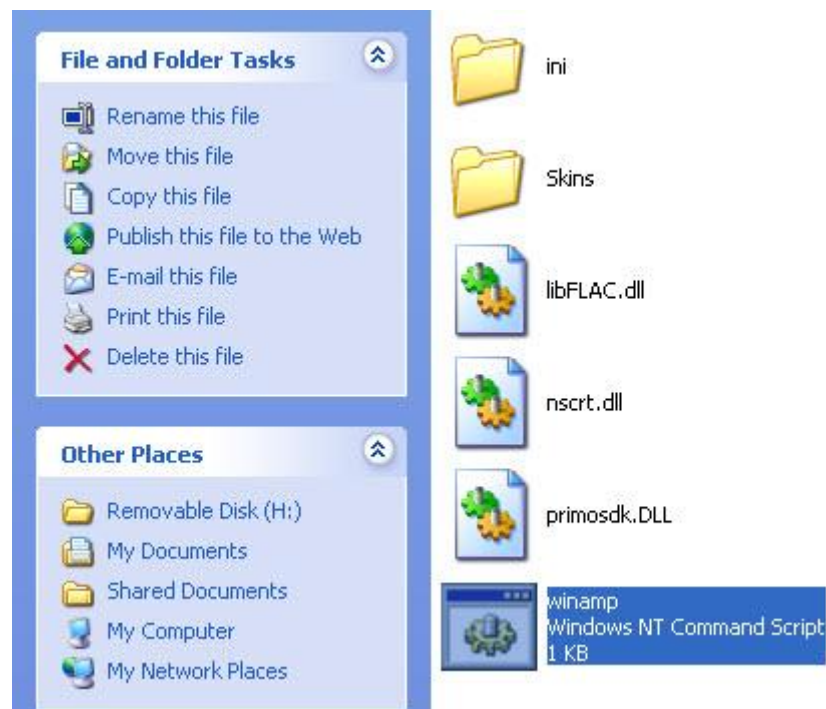 File and Folder Tasks
Rename this file
Move this file
Copy this file
Publish this file to the Web
E-mail this file
Print this file
Delete this file
Other Places
Removable Disk (H:)
My Documents
Shared Documents
My Computer
My Network Places
ini
Skins
libFLAC.dll
nscrt.dll
primosdk.DLL
winamp
Windows NT Command Script
1 KB